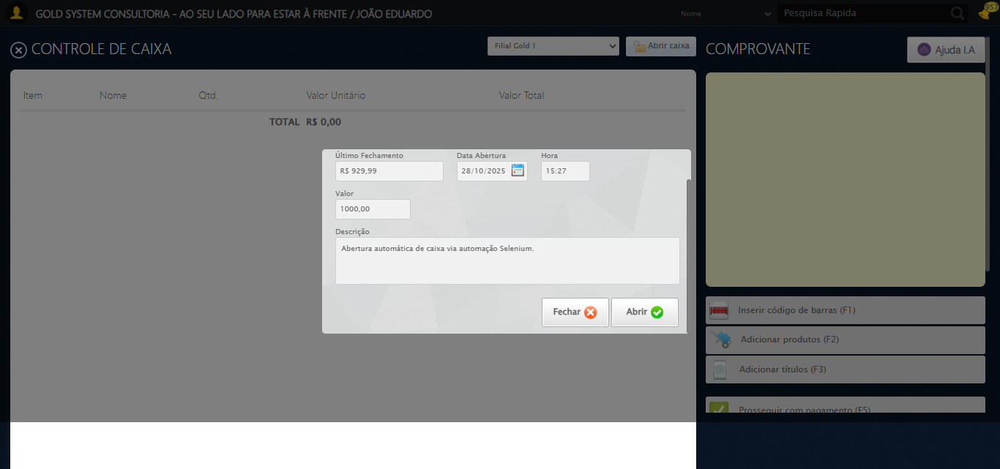 GOLD SYSTEM CONSULTORIA - AO SEU LADO PARA ESTAR À FRENTE / JOÃO EDUARDO
Nome
Pesquisa Rapida
957
CONTROLE DE CAIXA
Filial Gold 1
Abrir caixa
COMPROVANTE
Ajuda I.A
Item Nome Qtd. Valor Unitário Valor Total
TOTAL R$ 0,00
Último Fechamento Data Abertura Hora
R$ 929,99 28/10/2025 15:27
Valor
1000,00
Descrição
Abertura automática de caixa via automação Selenium.
Fechar Abrir
Inserir código de barras (F1)
Adicionar produtos (F2)
Adicionar títulos (F3)
Prosseguir com pagamento (F5)